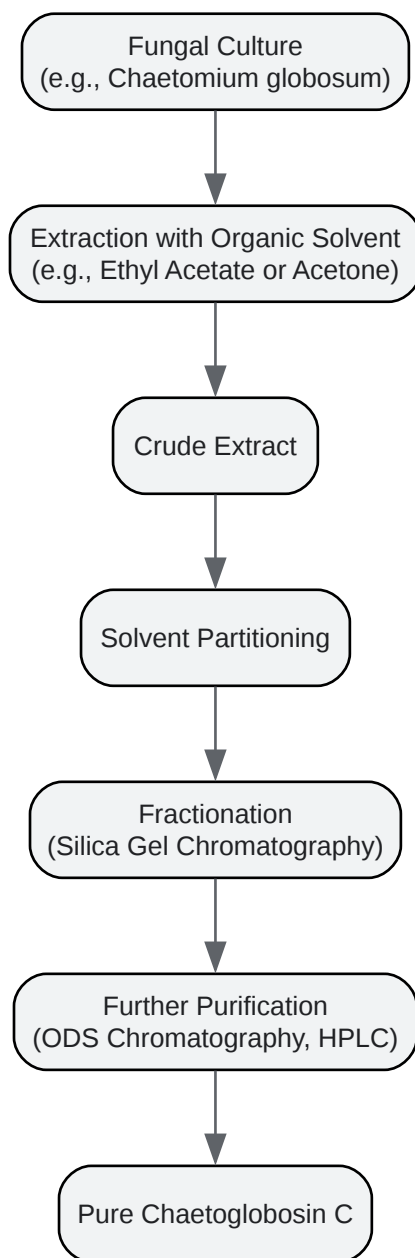 Fungal Culture
(e.g., Chaetomium globosum)
Extraction with Organic Solvent
(e.g., Ethyl Acetate or Acetone)
Crude Extract
Solvent Partitioning
Fractionation
(Silica Gel Chromatography)
Further Purification
(ODS Chromatography, HPLC)
Pure Chaetoglobosin C